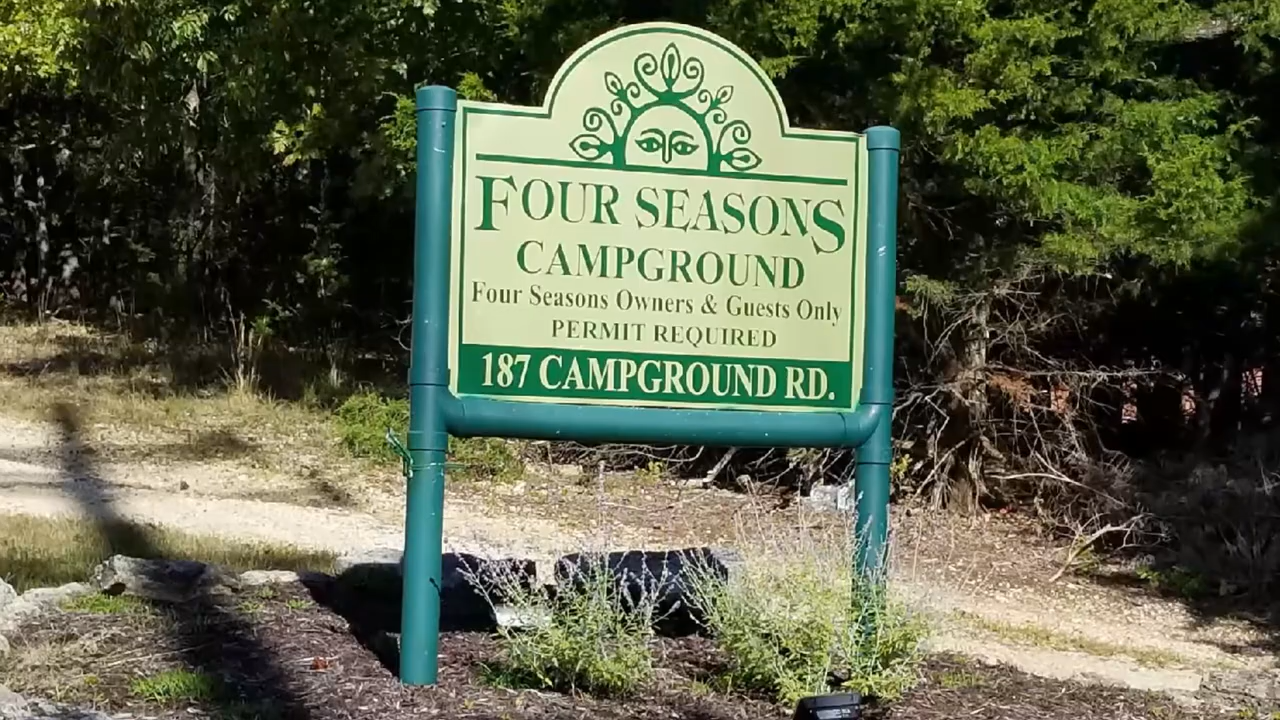 FOUR SEASONS
CAMPGROUND
Four Seasons Owners & Guests Only
PERMIT REQUIRED
187 CAMPGROUND RD.